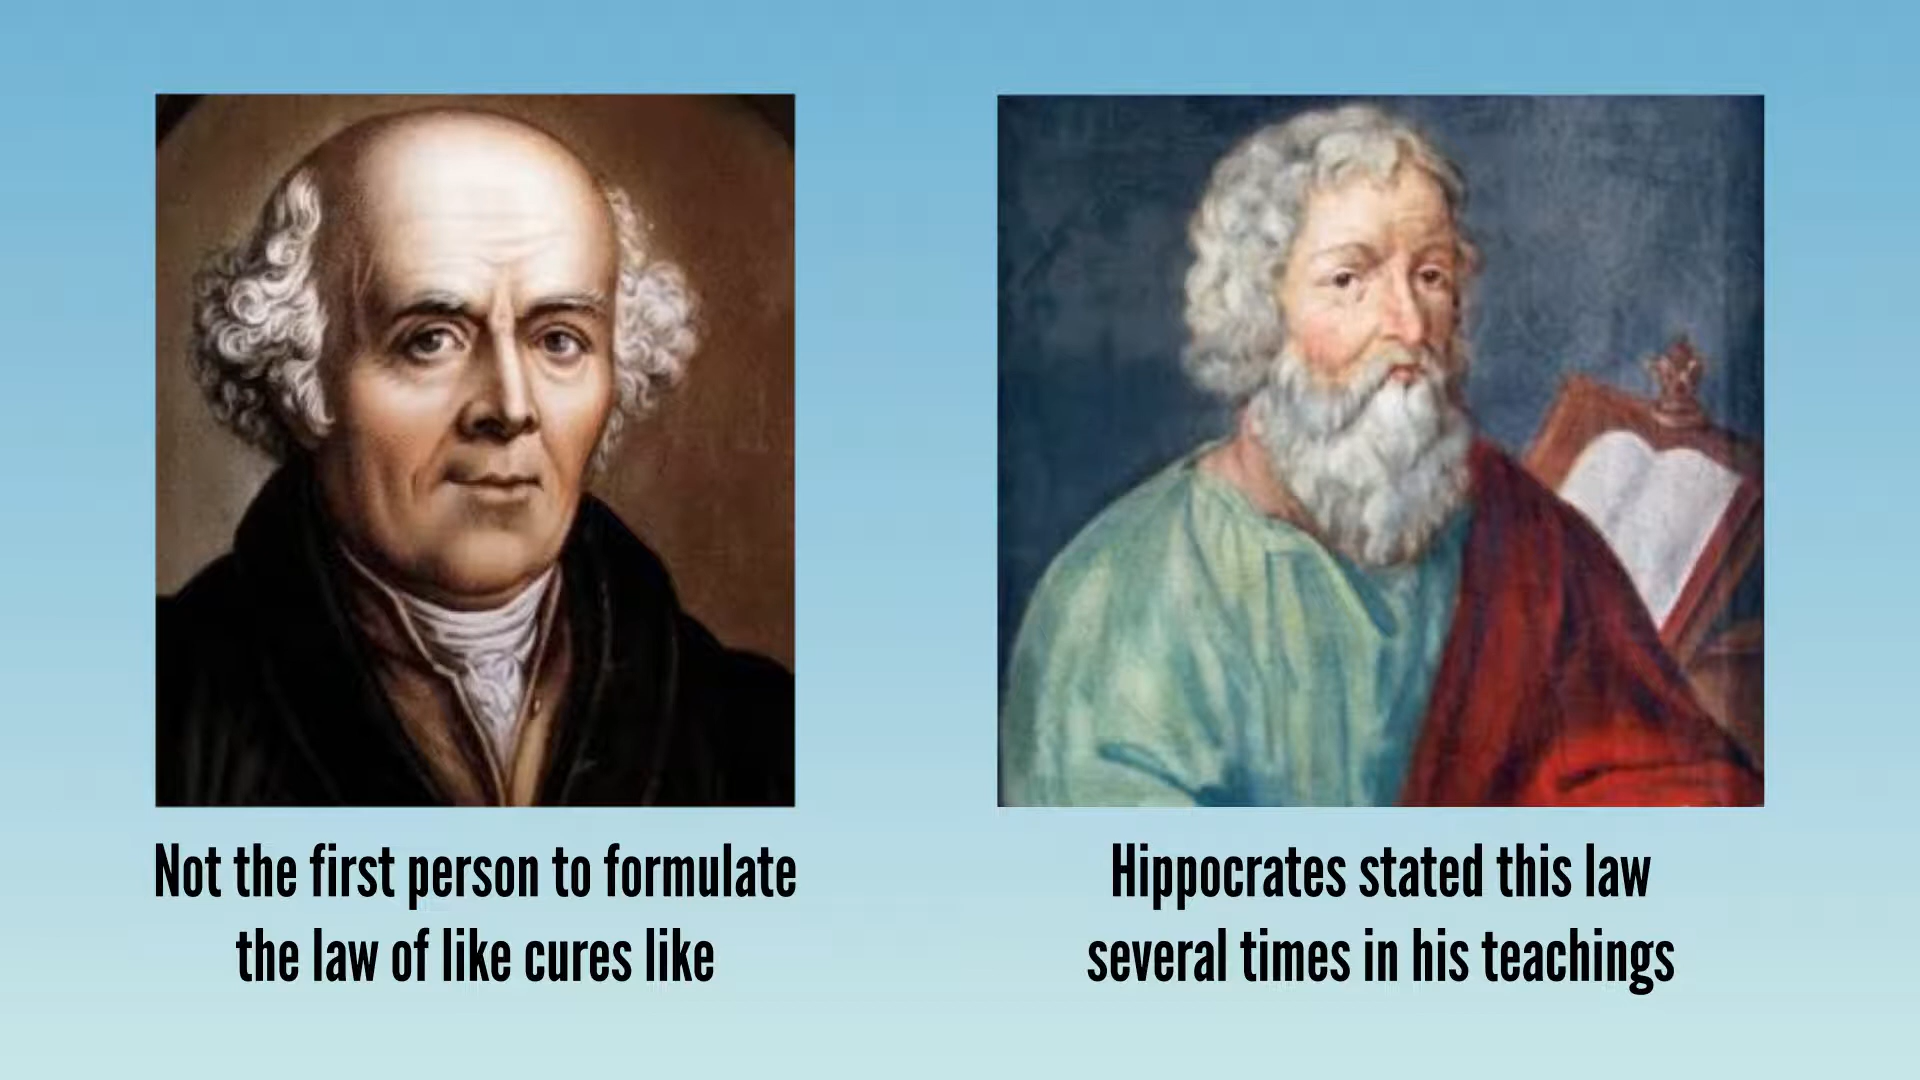 Not the first person to formulate
the law of like cures like
Hippocrates stated this law
several times in his teachings